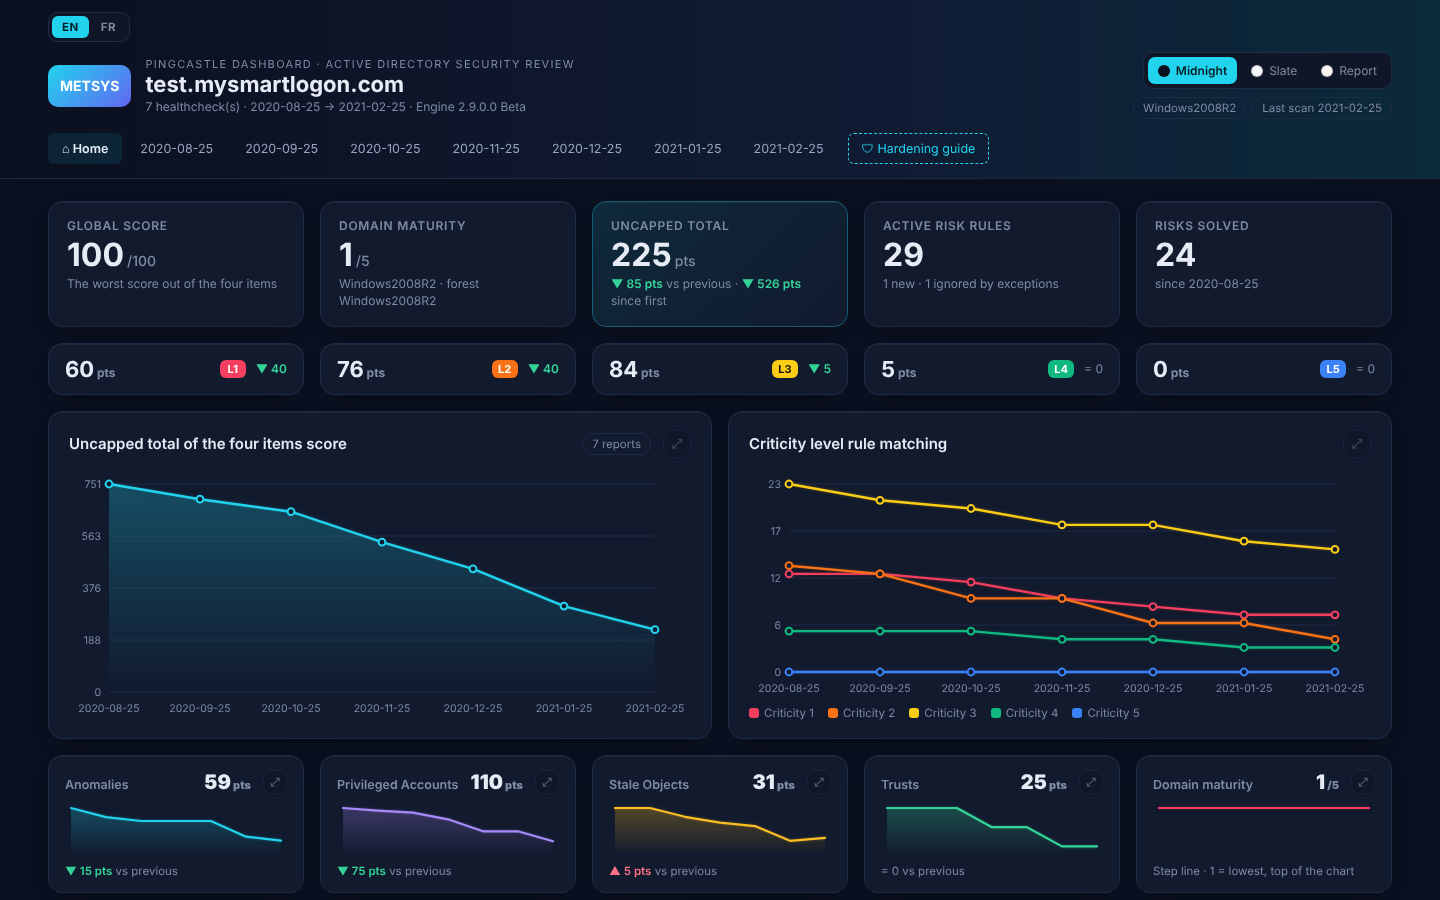 EN FR
METSYS
PINGCASTLE DASHBOARD · ACTIVE DIRECTORY SECURITY REVIEW
test.mysmartlogon.com
7 healthcheck(s) · 2020-08-25 → 2021-02-25 · Engine 2.9.0.0 Beta
Midnight Slate Report
Windows2008R2 Last scan 2021-02-25
⌂ Home 2020-08-25 2020-09-25 2020-10-25 2020-11-25 2020-12-25 2021-01-25 2021-02-25 🛡 Hardening guide
GLOBAL SCORE
100 /100
The worst score out of the four items
DOMAIN MATURITY
1 /5
Windows2008R2 · forest
Windows2008R2
UNCAPPED TOTAL
225 pts
▼ 85 pts vs previous · ▼ 526 pts
since first
ACTIVE RISK RULES
29
1 new · 1 ignored by exceptions
RISKS SOLVED
24
since 2020-08-25
60 pts L1 ▼ 40
76 pts L2 ▼ 40
84 pts L3 ▼ 5
5 pts L4 = 0
0 pts L5 = 0
Uncapped total of the four items score
7 reports
751
563
376
188
0
2020-08-25 2020-09-25 2020-10-25 2020-11-25 2020-12-25 2021-01-25 2021-02-25
Criticity level rule matching
23
17
12
6
0
2020-08-25 2020-09-25 2020-10-25 2020-11-25 2020-12-25 2021-01-25 2021-02-25
Criticity 1 Criticity 2 Criticity 3 Criticity 4 Criticity 5
Anomalies 59 pts
▼ 15 pts vs previous
Privileged Accounts 110 pts
▼ 75 pts vs previous
Stale Objects 31 pts
▲ 5 pts vs previous
Trusts 25 pts
= 0 vs previous
Domain maturity 1 /5
Step line · 1 = lowest, top of the chart